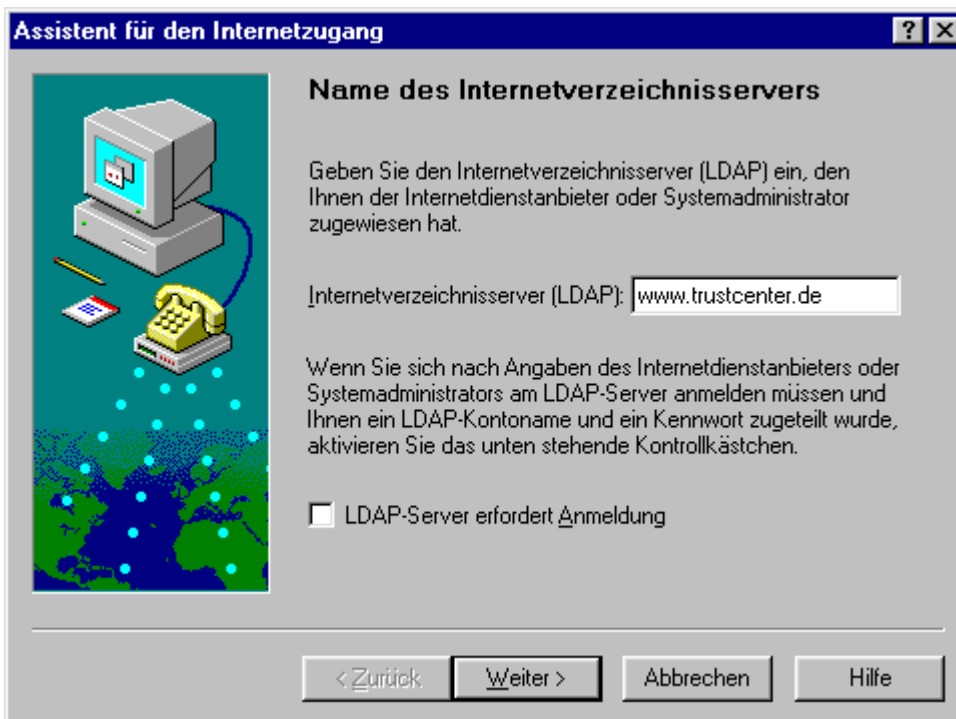 Assistent für den Internetzugang
Name des Internetverzeichnisservers
Geben Sie den Internetverzeichnisserver (LDAP) ein, den
Ihnen der Internetdienstanbieter oder Systemadministrator
zugewiesen hat.
Internetverzeichnisserver (LDAP): www.trustcenter.de
Wenn Sie sich nach Angaben des Internetdienstanbieters oder
Systemadministrators am LDAP-Server anmelden müssen und
Ihnen ein LDAP-Kontoname und ein Kennwort zugeteilt wurde,
aktivieren Sie das unten stehende Kontrollkästchen.
LDAP-Server erfordert Anmeldung
< Zurück Weiter > Abbrechen Hilfe